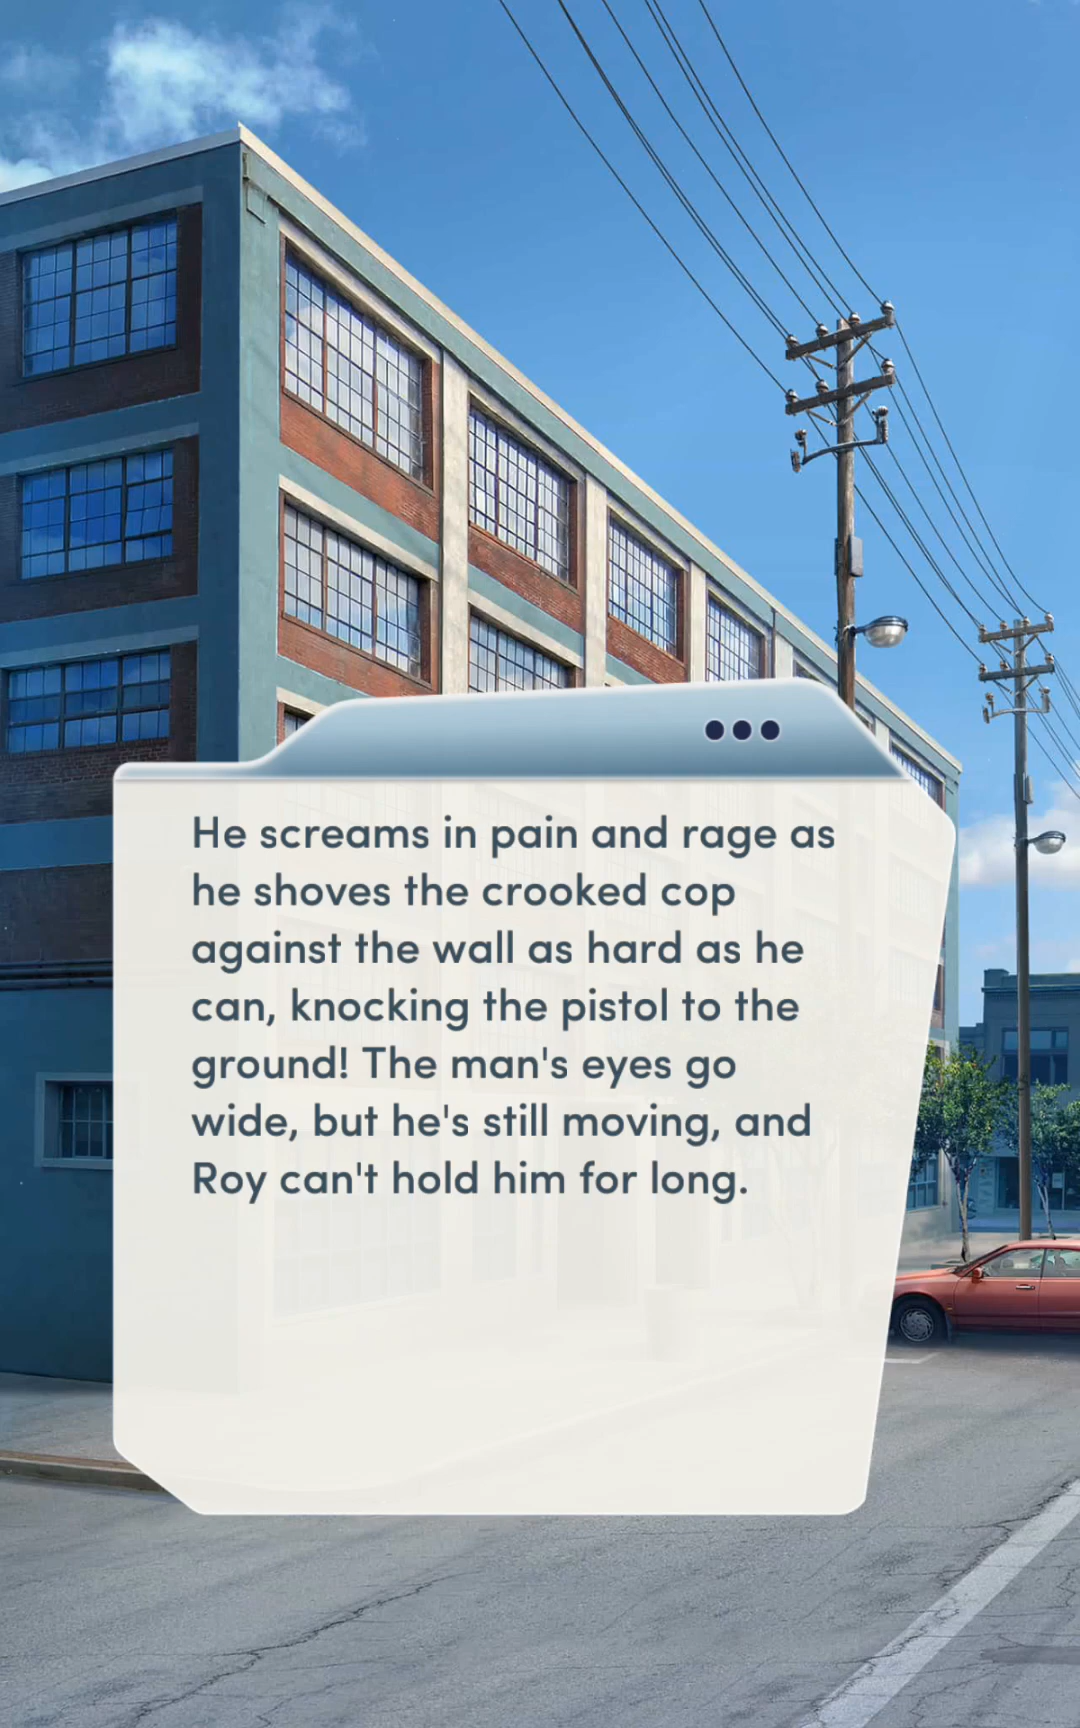 He screams in pain and rage as
he shoves the crooked cop
against the wall as hard as he
can, knocking the pistol to the
ground! The man's eyes go
wide, but he's still moving, and
Roy can't hold him for long.